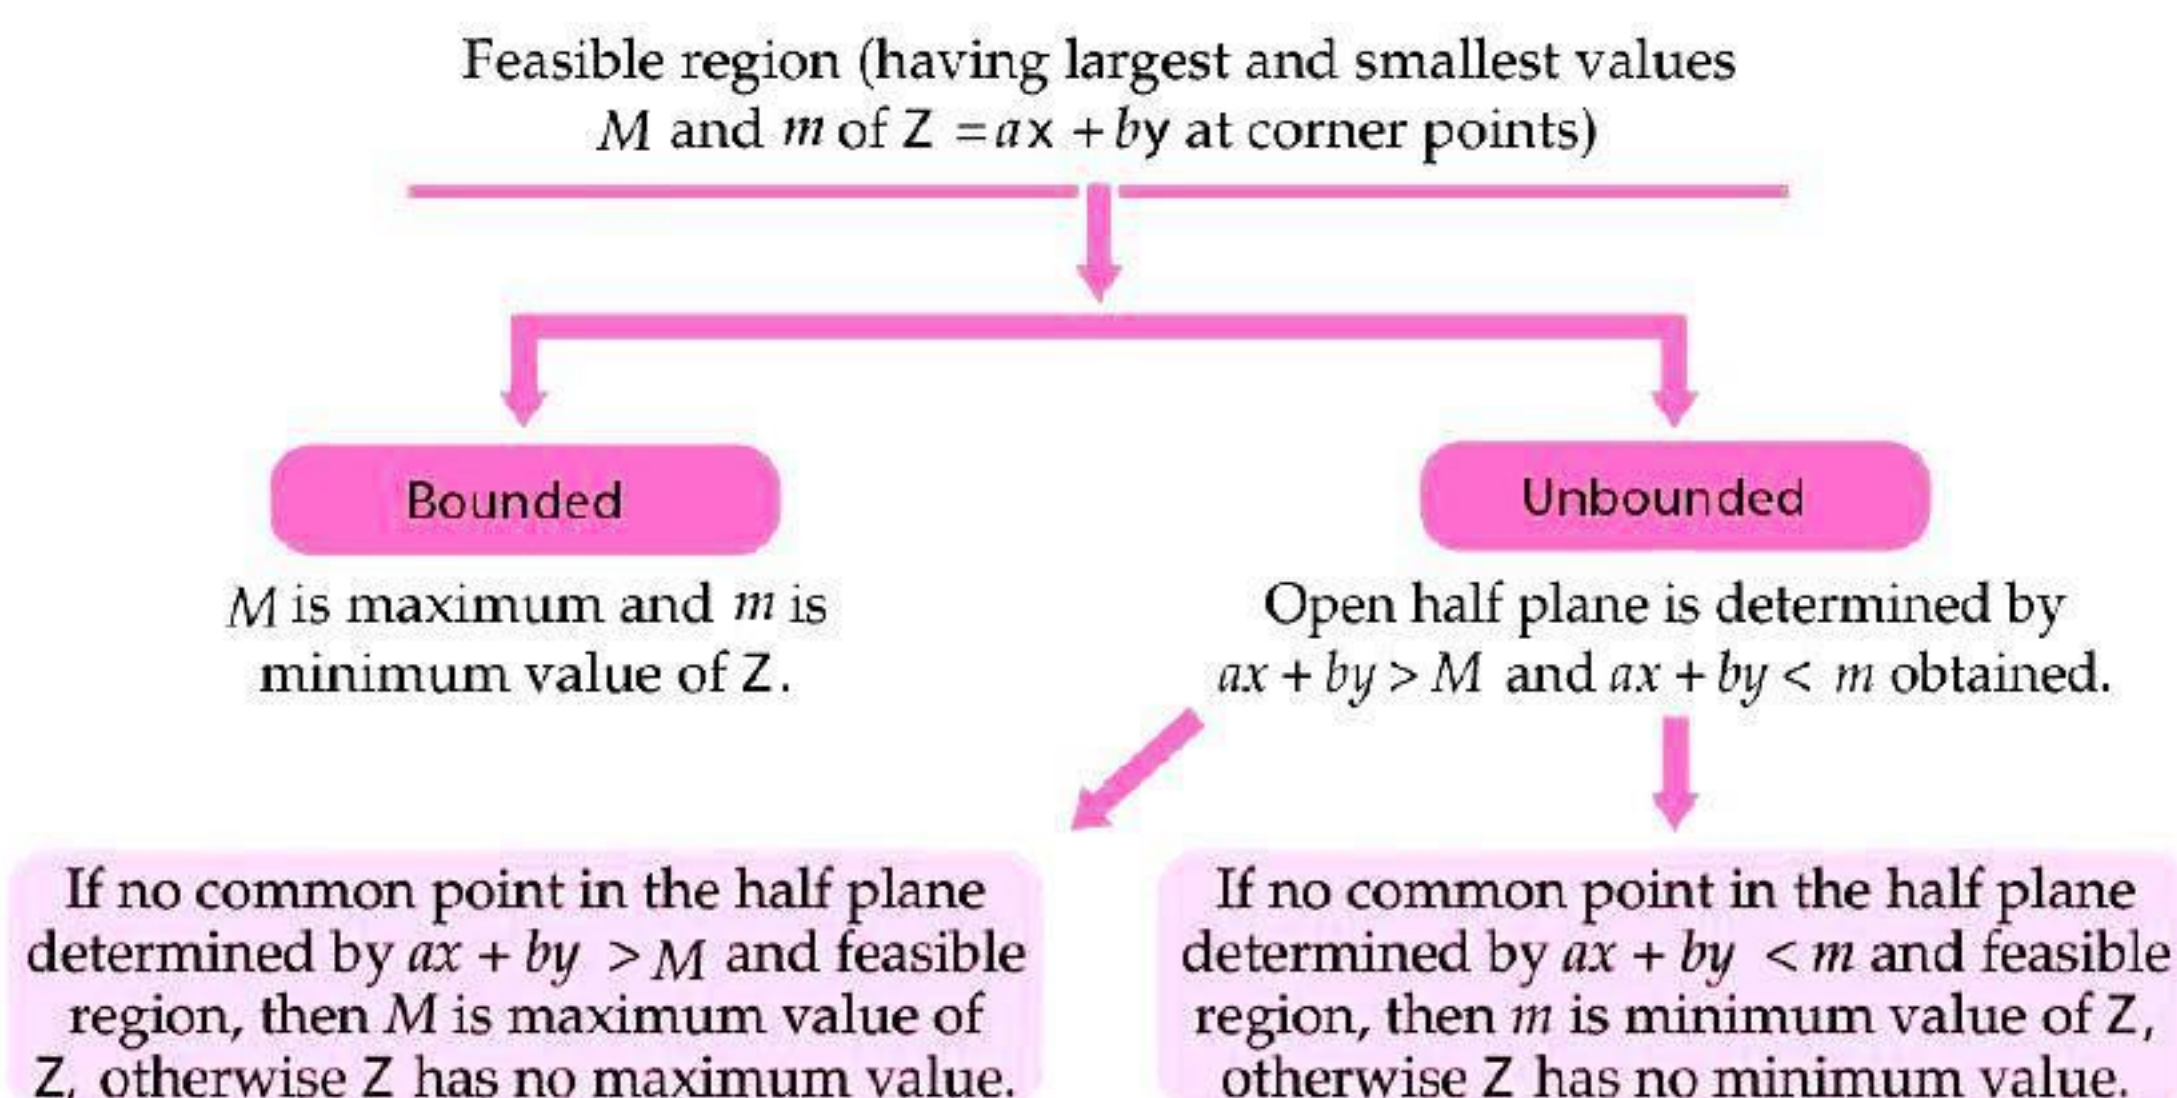 Feasible region (having largest and smallest values
M and m of Z = ax + by at corner points)
Bounded
Unbounded
M is maximum and m is
minimum value of Z.
Open half plane is determined by
ax + by > M and ax + by < m obtained.
If no common point in the half plane
determined by ax + by > M and feasible
region, then M is maximum value of
Z, otherwise Z has no maximum value.
If no common point in the half plane
determined by ax + by < m and feasible
region, then m is minimum value of Z,
otherwise Z has no minimum value.